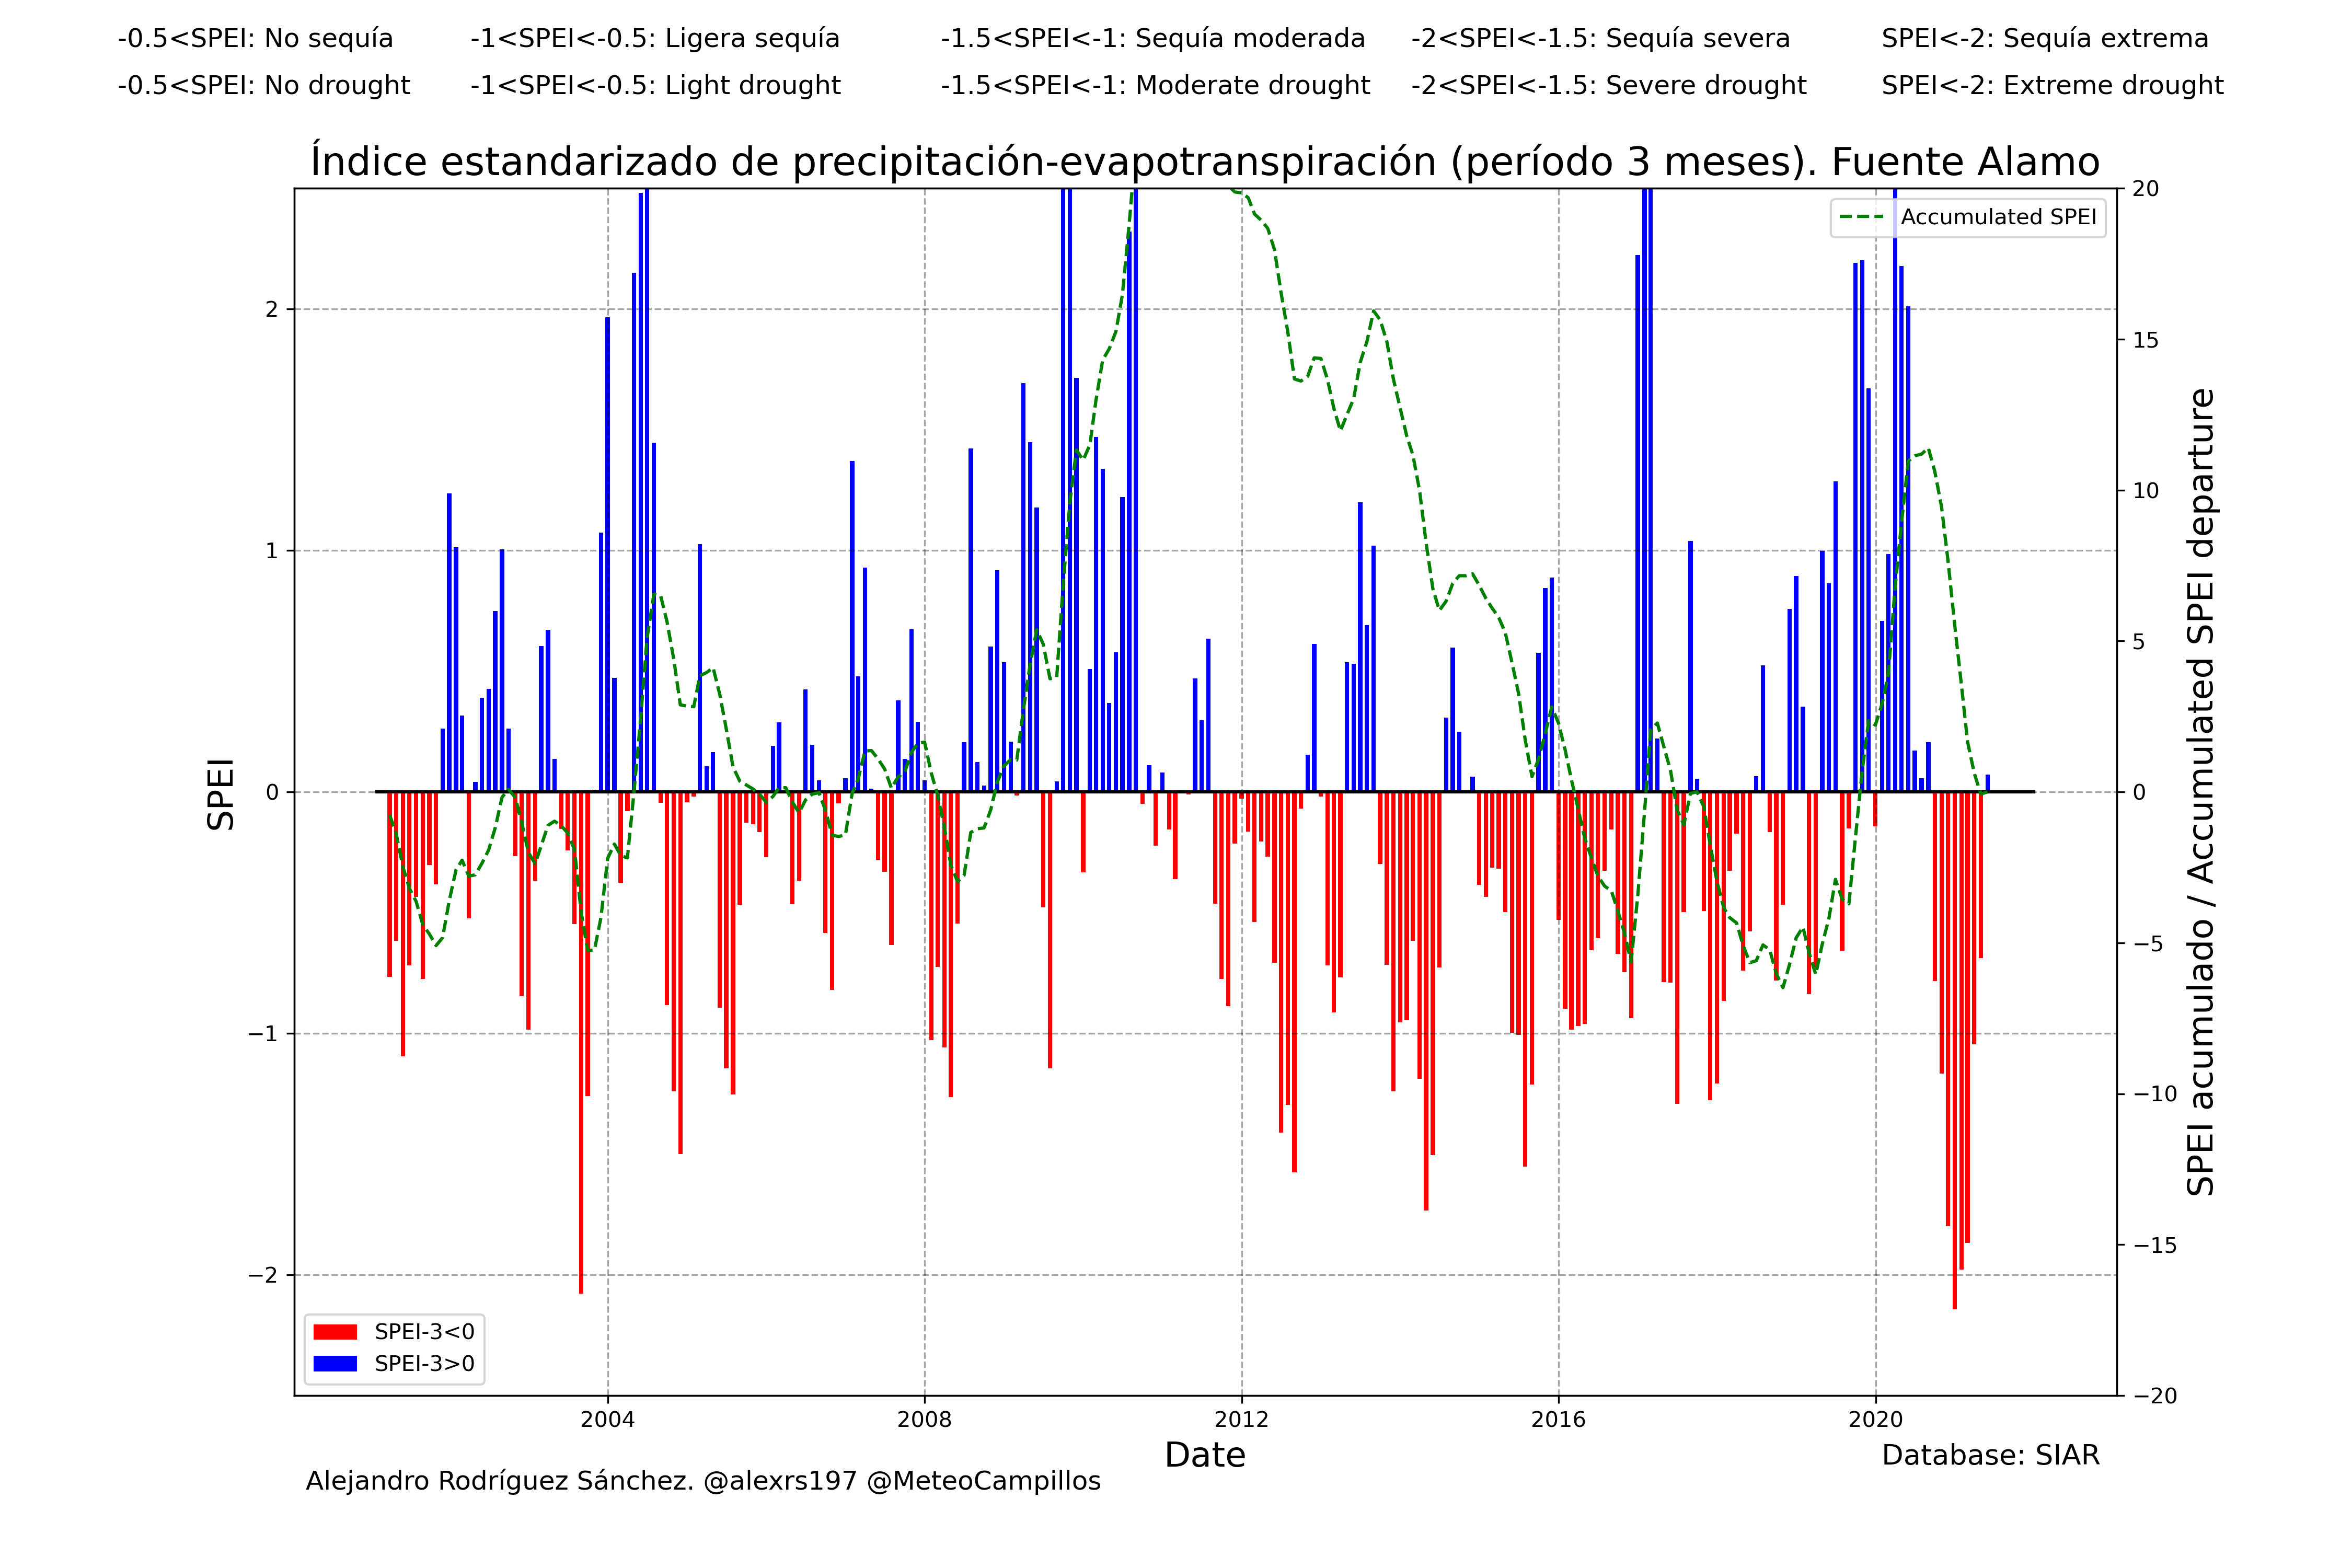 -0.5<SPEI: No sequía -1<SPEI<-0.5: Ligera sequía -1.5<SPEI<-1: Sequía moderada -2<SPEI<-1.5: Sequía severa SPEI<-2: Sequía extrema
-0.5<SPEI: No drought -1<SPEI<-0.5: Light drought -1.5<SPEI<-1: Moderate drought -2<SPEI<-1.5: Severe drought SPEI<-2: Extreme drought
Índice estandarizado de precipitación-evapotranspiración (período 3 meses). Fuente Alamo
Accumulated SPEI
SPEI
2
1
0
−1
−2
20
15
10
5
0
−5
−10
−15
−20
SPEI acumulado / Accumulated SPEI departure
SPEI-3<0
SPEI-3>0
2004 2008 2012 2016 2020
Date
Database: SIAR
Alejandro Rodríguez Sánchez. @alexrs197 @MeteoCampillos